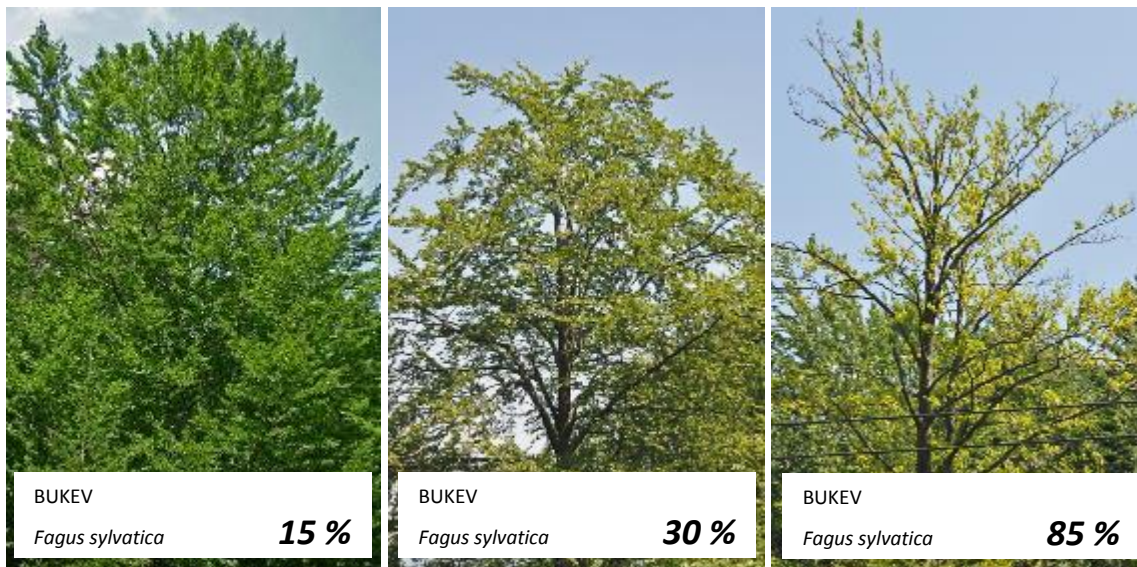 BUKEV
Fagus sylvatica 15 %
BUKEV
Fagus sylvatica 30 %
BUKEV
Fagus sylvatica 85 %